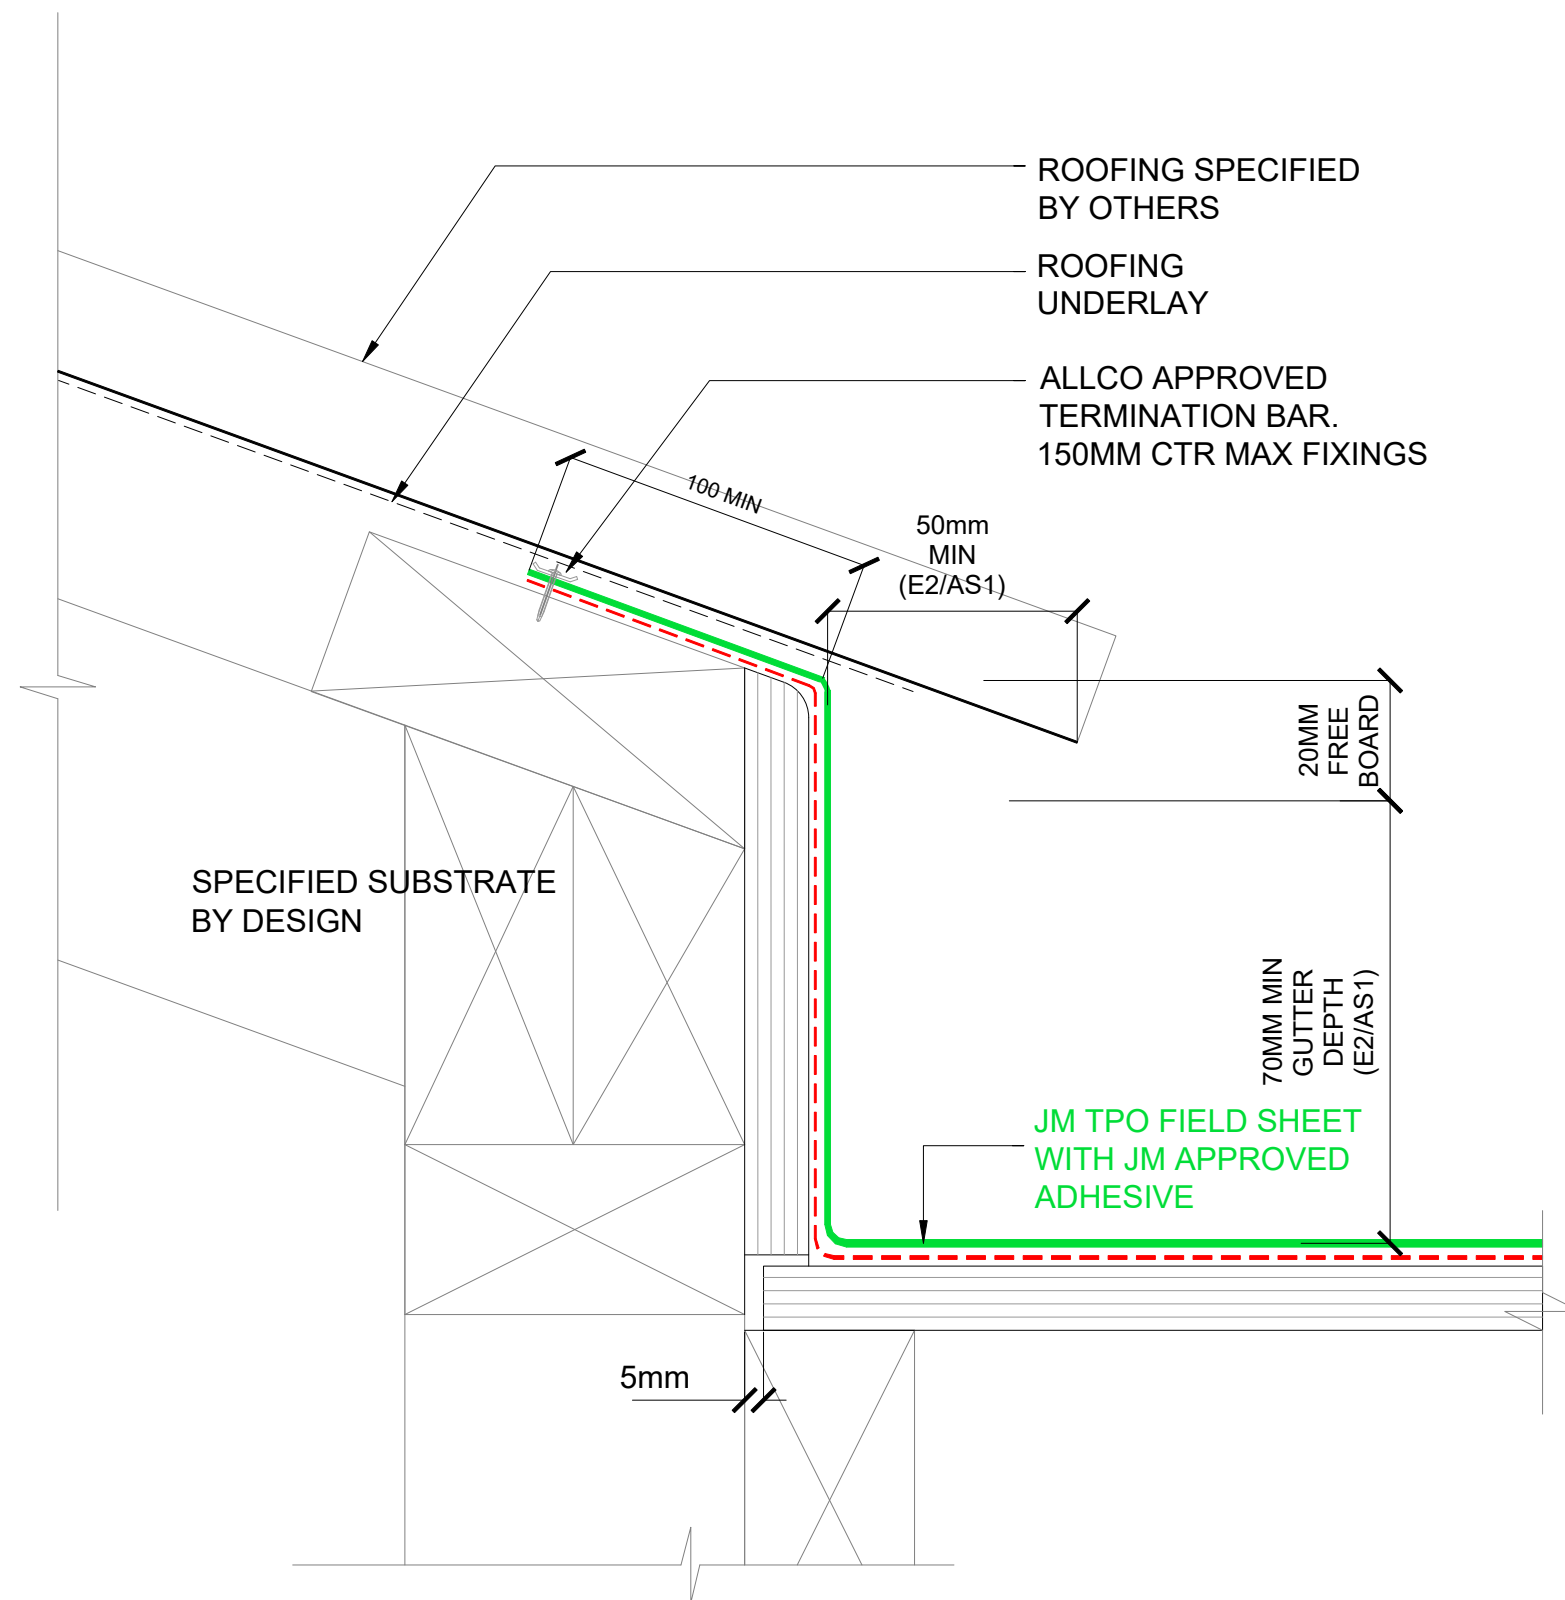 ROOFING SPECIFIED
BY OTHERS
ROOFING
UNDERLAY
ALLCO APPROVED
TERMINATION BAR.
150MM CTR MAX FIXINGS
100 MIN
50mm
MIN
(E2/AS1)
20MM
FREE
BOARD
SPECIFIED SUBSTRATE
BY DESIGN
70MM MIN
GUTTER
DEPTH
(E2/AS1)
JM TPO FIELD SHEET
WITH JM APPROVED
ADHESIVE
5mm